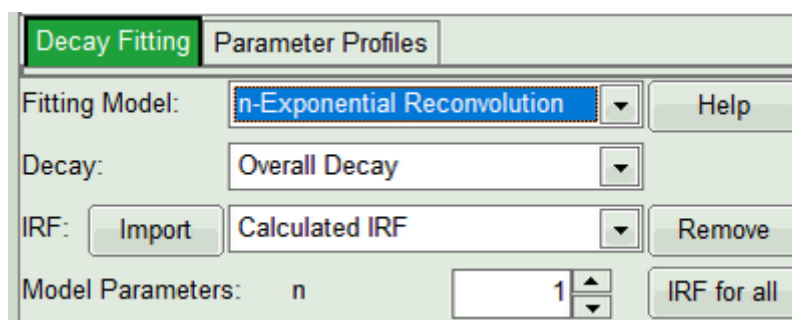 Decay Fitting Parameter Profiles
Fitting Model: n-Exponential Reconvolution Help
Decay: Overall Decay
IRF: Import Calculated IRF Remove
Model Parameters: n 1 IRF for all